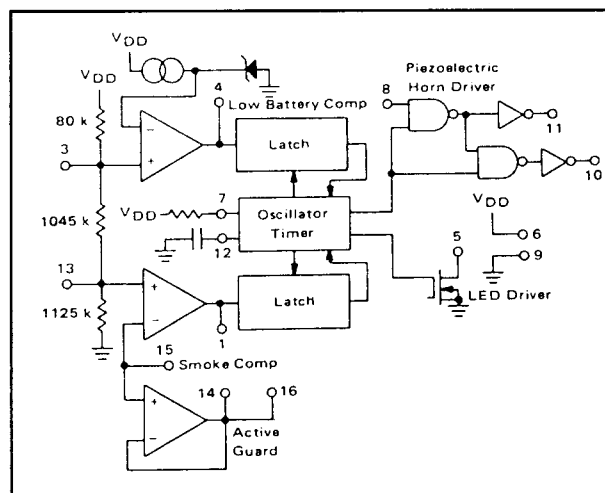 VDD
VDD
80 k
3
4
Low Battery Comp
Latch
Piezoelectric
Horn Driver
8
11
10
1045 k
VDD
7
Oscillator
Timer
12
VDD
6
9
5
LED Driver
13
1125 k
Latch
1
15
Smoke Comp
14
16
Active
Guard